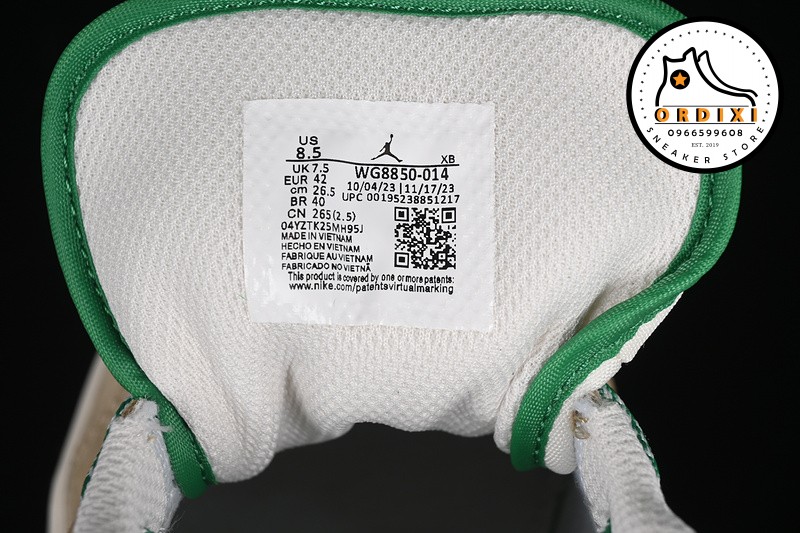 US
8.5
XB
UK 7.5
EUR 42
cm 26.5
BR 40
CN 265(2.5)
04YZTK25MH95J
MADE IN VIETNAM
HECHO EN VIETNAM
FABRIQUE AU VIETNAM
FABRICADO NO VIETNÃ
WG8850-014
10/04/23 | 11/17/23
UPC 00195238851217
This product is covered by one or more patents:
www.nike.com/patentsvirtualmarking
ORDIXI
0966599608
EST. 2019
SNEAKER STORE